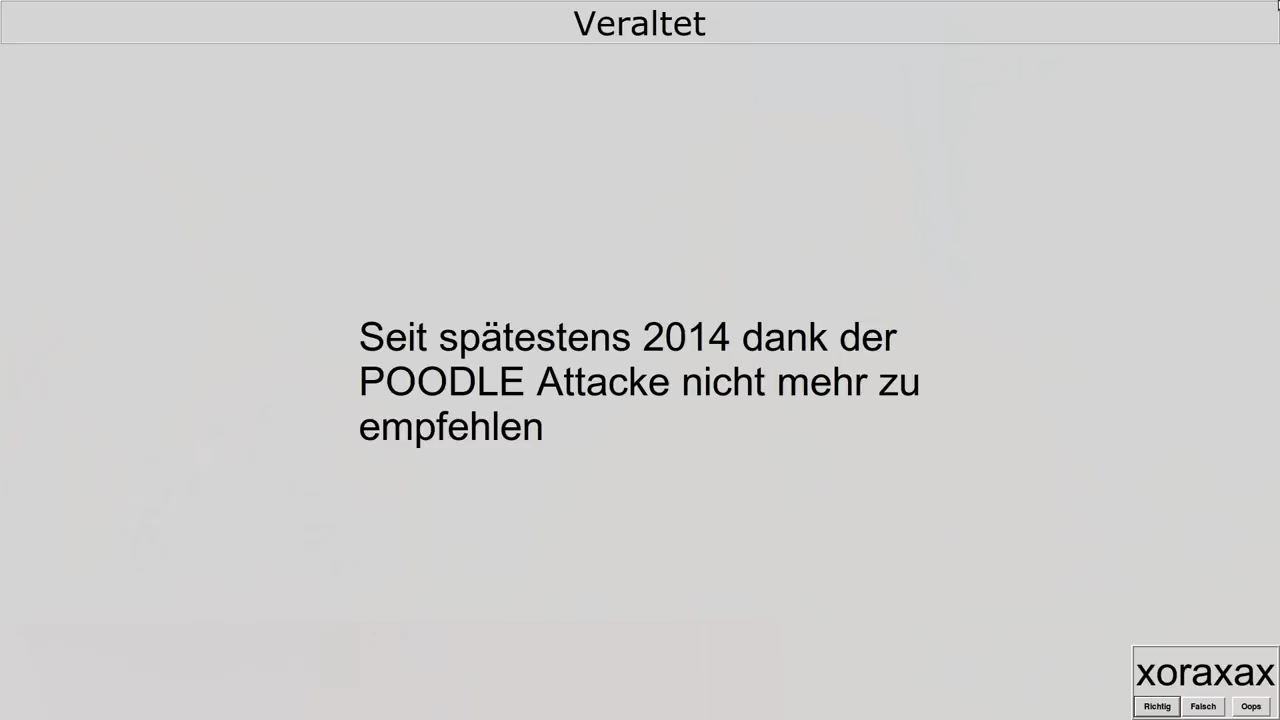 Veraltet
Seit spätestens 2014 dank der
POODLE Attacke nicht mehr zu
empfehlen
xoraxax
Richtig Falsch Oops